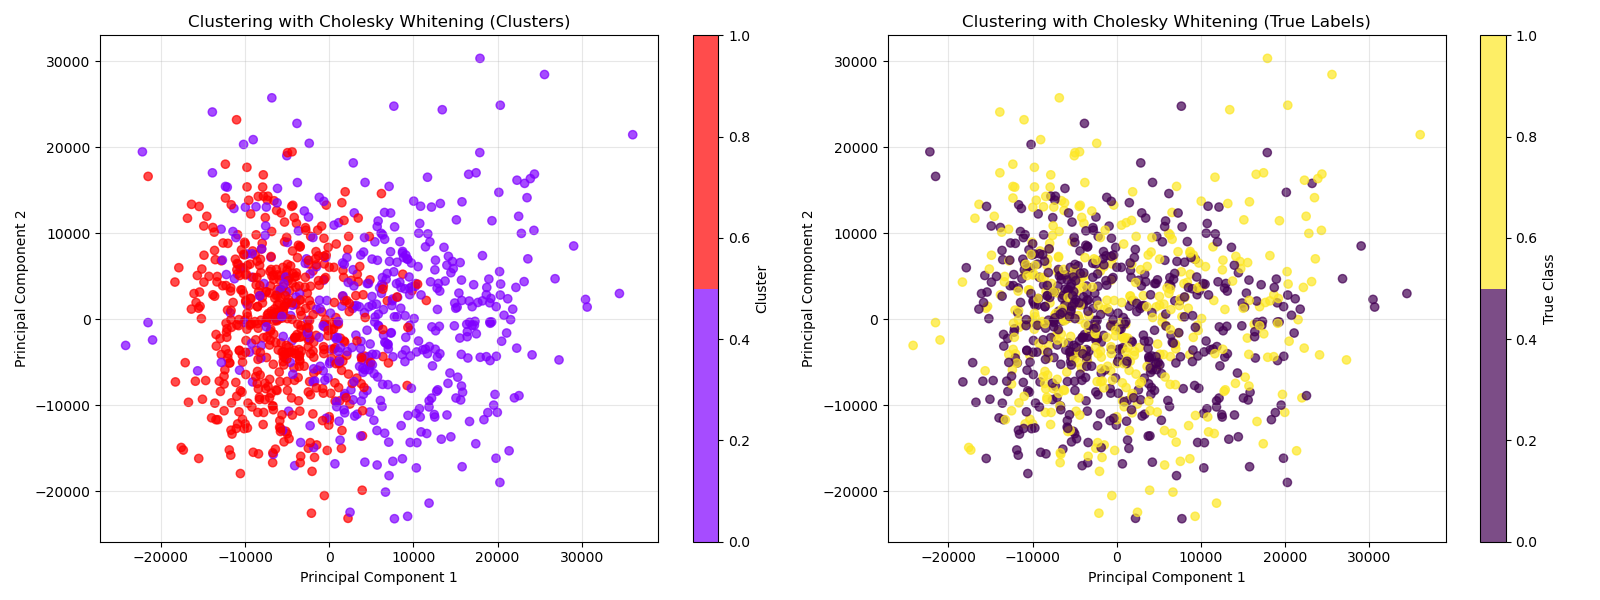 Clustering with Cholesky Whitening (Clusters)
Principal Component 2
30000
20000
10000
0
−10000
−20000
−20000 −10000 0 10000 20000 30000
Principal Component 1
1.0
0.8
0.6
0.4
0.2
0.0
Cluster
Clustering with Cholesky Whitening (True Labels)
Principal Component 2
30000
20000
10000
0
−10000
−20000
−20000 −10000 0 10000 20000 30000
Principal Component 1
1.0
0.8
0.6
0.4
0.2
0.0
True Class